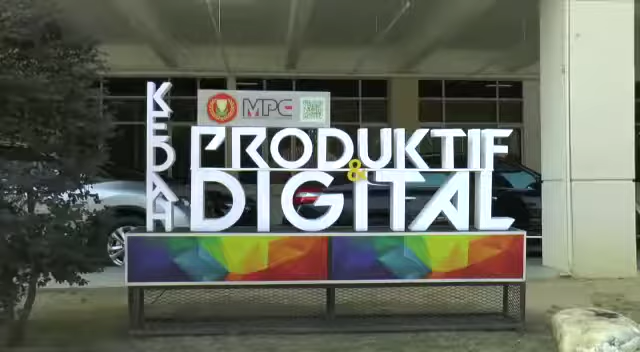 KEDAH
MPC
PRODUKTIF
&
DIGITAL